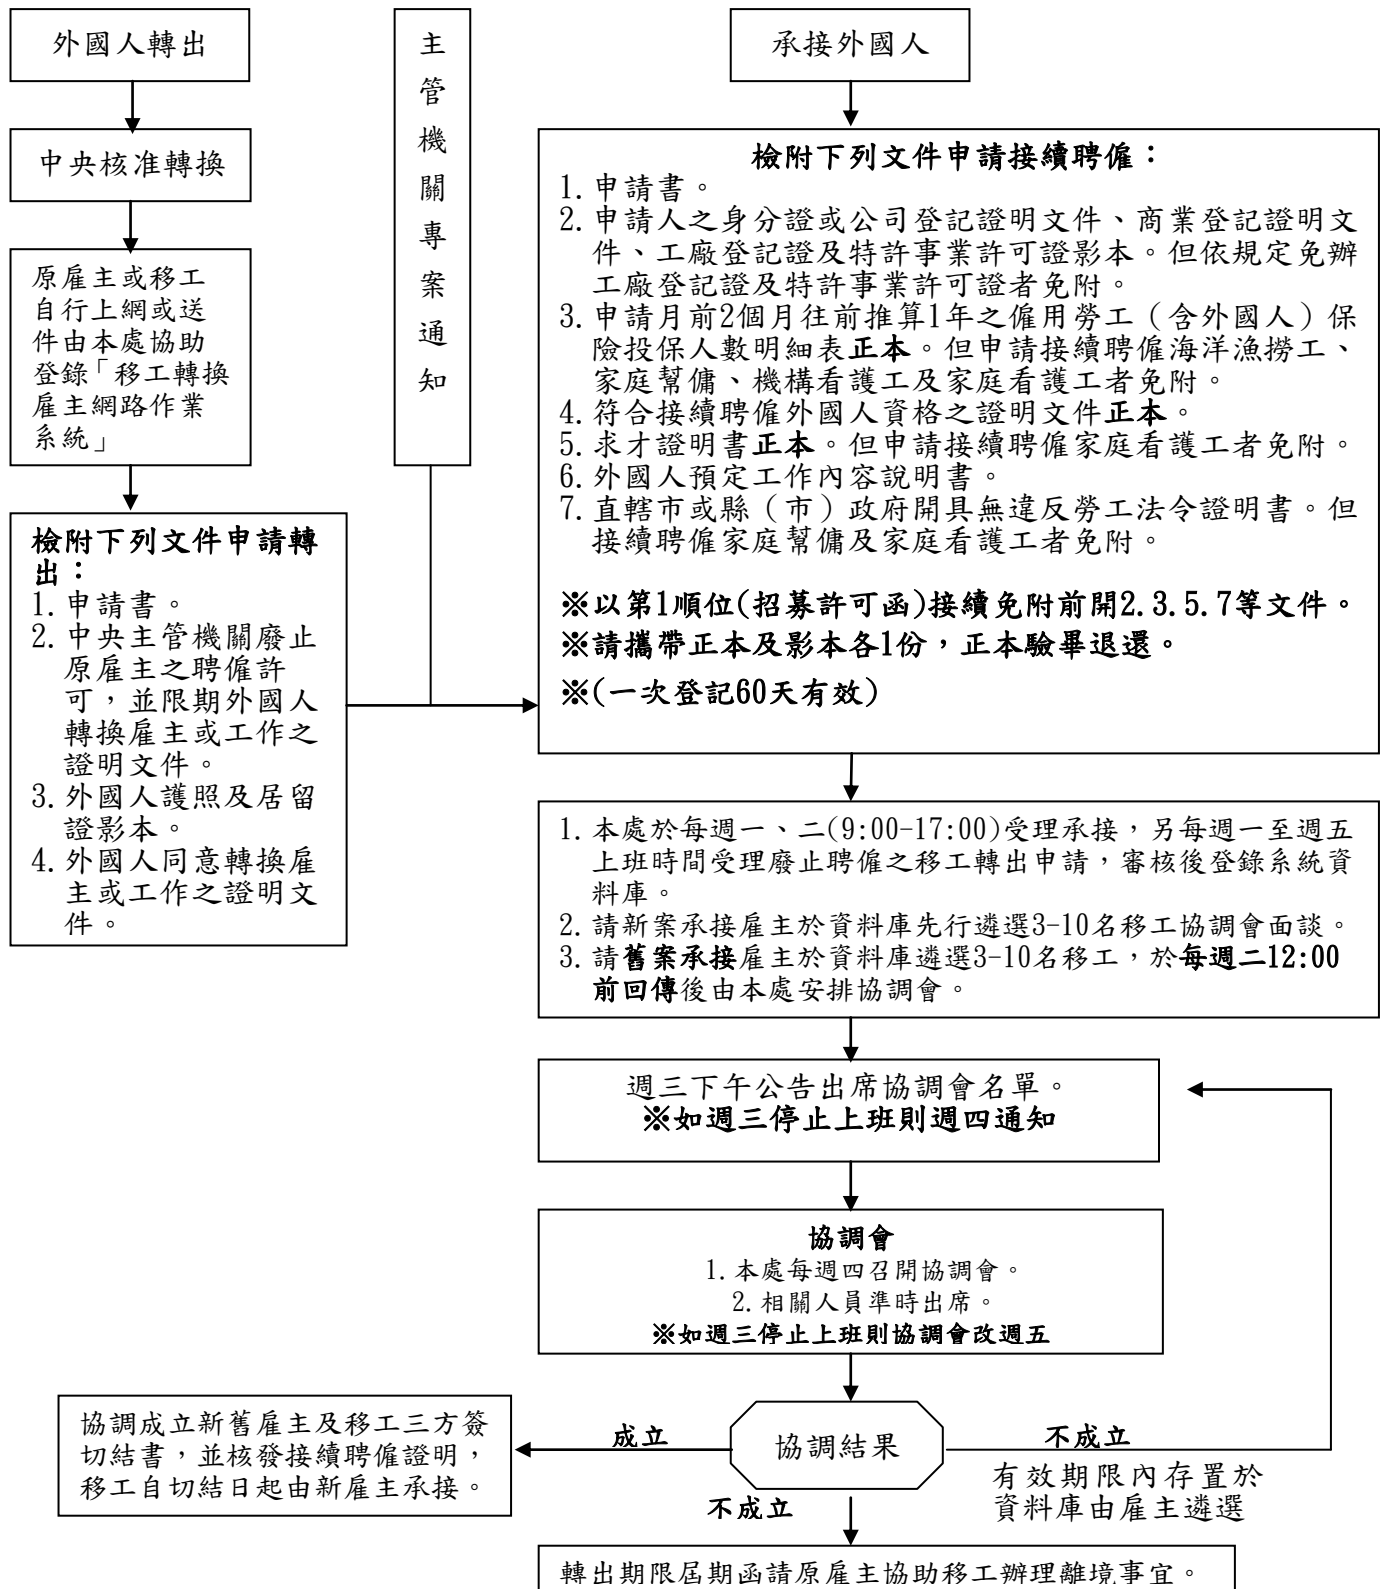 外國人轉出
中央核准轉換
原雇主或移工
自行上網或送
件由本處協助
登錄「移工轉換
雇主網路作業
系統」
檢附下列文件申請轉
出：
1.申請書。
2.中央主管機關廢止
原雇主之聘僱許
可，並限期外國人
轉換雇主或工作之
證明文件。
3.外國人護照及居留
證影本。
4.外國人同意轉換雇
主或工作之證明文
件。
主
管
機
關
專
案
通
知
承接外國人
檢附下列文件申請接續聘僱：
1.申請書。
2.申請人之身分證或公司登記證明文件、商業登記證明文
件、工廠登記證及特許事業許可證影本。但依規定免辦
工廠登記證及特許事業許可證者免附。
3.申請月前2個月往前推算1年之僱用勞工（含外國人）保
險投保人數明細表正本。但申請接續聘僱海洋漁撈工、
家庭幫傭、機構看護工及家庭看護工者免附。
4.符合接續聘僱外國人資格之證明文件正本。
5.求才證明書正本。但申請接續聘僱家庭看護工者免附。
6.外國人預定工作內容說明書。
7.直轄市或縣（市）政府開具無違反勞工法令證明書。但
接續聘僱家庭幫傭及家庭看護工者免附。
※以第1順位(招募許可函)接續免附前開2.3.5.7等文件。
※請攜帶正本及影本各1份，正本驗畢退還。
※(一次登記60天有效)
1.本處於每週一、二(9:00-17:00)受理承接，另每週一至週五
上班時間受理廢止聘僱之移工轉出申請，審核後登錄系統資
料庫。
2.請新案承接雇主於資料庫先行遴選3-10名移工協調會面談。
3.請舊案承接雇主於資料庫遴選3-10名移工，於每週二12:00
前回傳後由本處安排協調會。
週三下午公告出席協調會名單。
※如週三停止上班則週四通知
協調會
1.本處每週四召開協調會。
2.相關人員準時出席。
※如週三停止上班則協調會改週五
協調結果
成立
協調成立新舊雇主及移工三方簽
切結書，並核發接續聘僱證明，
移工自切結日起由新雇主承接。
不成立
有效期限內存置於
資料庫由雇主遴選
不成立
轉出期限屆期函請原雇主協助移工辦理離境事宜。